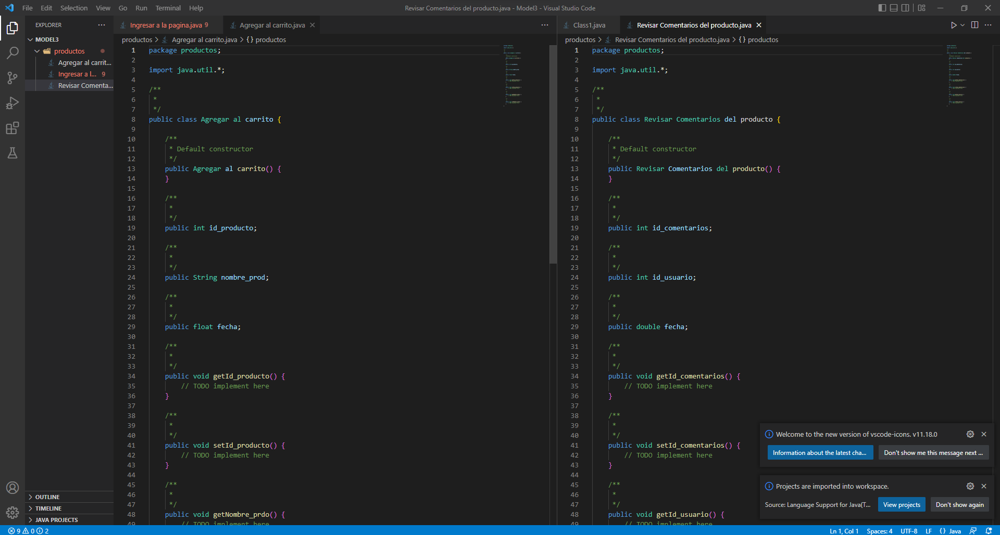 File Edit Selection View Go Run Terminal Help
Revisar Comentarios del producto.java - Model3 - Visual Studio Code
EXPLORER
MODEL3
productos
Agregar al carrit...
Ingresar a l... 9
Revisar Comenta...
OUTLINE
TIMELINE
JAVA PROJECTS
Ingresar a la pagina.java 9
Agregar al carrito.java
productos > Agregar al carrito.java > {} productos
1 package productos;
2
3 import java.util.*;
4
5 /**
6 *
7 */
8 public class Agregar al carrito {
9
10 /**
11 * Default constructor
12 */
13 public Agregar al carrito() {
14 }
15
16 /**
17 *
18 */
19 public int id_producto;
20
21 /**
22 *
23 */
24 public String nombre_prod;
25
26 /**
27 *
28 */
29 public float fecha;
30
31 /**
32 *
33 */
34 public void getId_producto() {
35 // TODO implement here
36 }
37
38 /**
39 *
40 */
41 public void setId_producto() {
42 // TODO implement here
43 }
44
45 /**
46 *
47 */
48 public void getNombre_prdo() {
49 // TODO implement here
Class1.java
Revisar Comentarios del producto.java
productos > Revisar Comentarios del producto.java > {} productos
1 package productos;
2
3 import java.util.*;
4
5 /**
6 *
7 */
8 public class Revisar Comentarios del producto {
9
10 /**
11 * Default constructor
12 */
13 public Revisar Comentarios del producto() {
14 }
15
16 /**
17 *
18 */
19 public int id_comentarios;
20
21 /**
22 *
23 */
24 public int id_usuario;
25
26 /**
27 *
28 */
29 public double fecha;
30
31 /**
32 *
33 */
34 public void getId_comentarios() {
35 // TODO implement here
36 }
37
38 /**
39 *
40 */
41 public void setId_comentarios() {
42 // TODO implement here
43 }
44
45 /**
46 *
47 */
48 public void getId_usuario() {
49 // TODO implement here
Welcome to the new version of vscode-icons. v11.18.0
Information about the latest cha...
Don't show me this message next ...
Projects are imported into workspace.
Source: Language Support for Java(T...
View projects
Don't show again
9 0 2
Ln 1, Col 1 Spaces: 4 UTF-8 LF {} Java